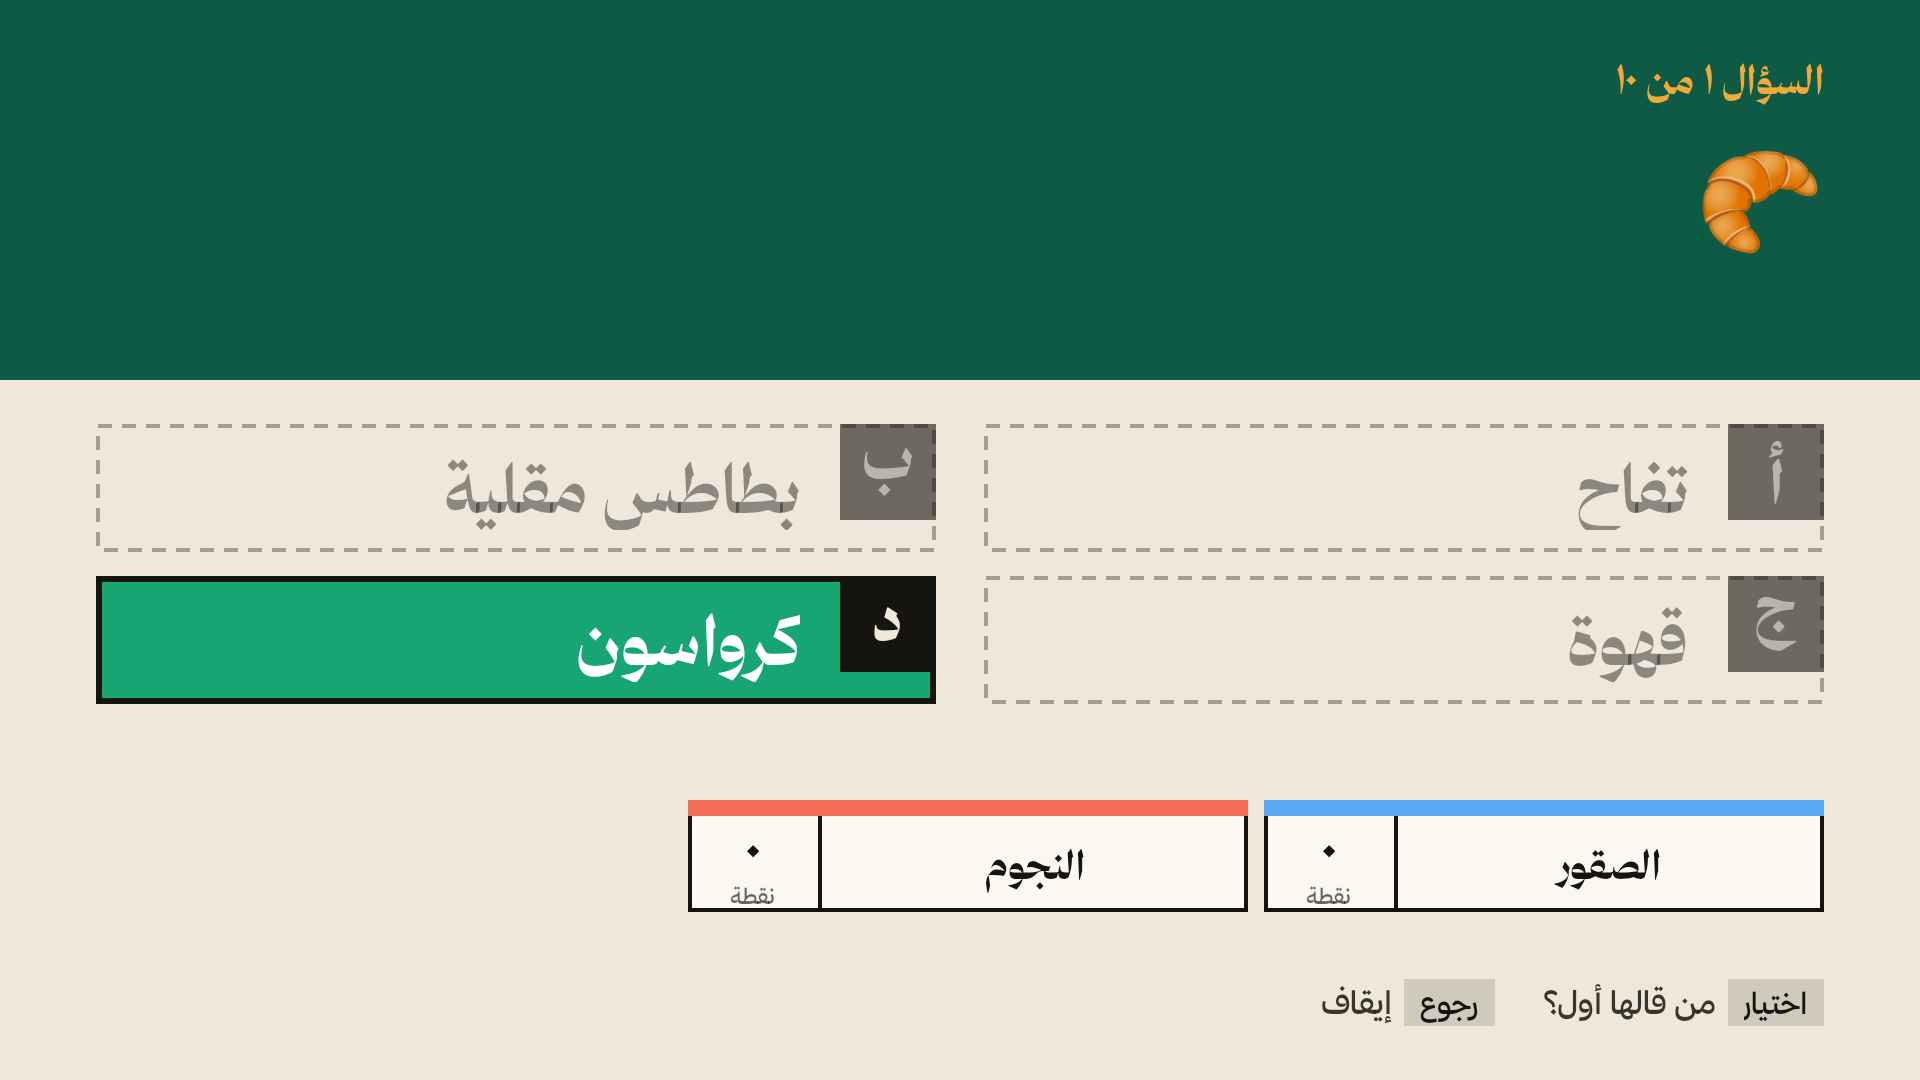 السؤال ١ من ١٠
أ تفاح
ب بطاطس مقلية
ج قهوة
د كرواسون
الصقور
٠
نقطة
النجوم
٠
نقطة
اختيار من قالها أول؟ رجوع إيقاف